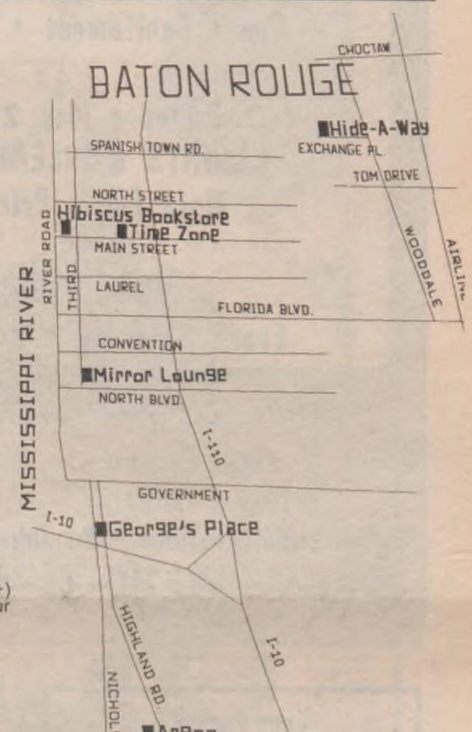 CHOCTAW
BATON ROUGE
Hide-A-Way
SPANISH TOWN RD.
EXCHANGE PL.
TOM DRIVE
NORTH STREET
Hibiscus Bookstore
Time Zone
MAIN STREET
RIVER ROAD
THIRD
WOODDALE
LAUREL
FLORIDA BLVD.
MISSISSIPPI RIVER
CONVENTION
Mirror Lounge
NORTH BLVD.
I-110
GOVERNMENT
I-10
George's Place
HIGHLAND RD.
I-10